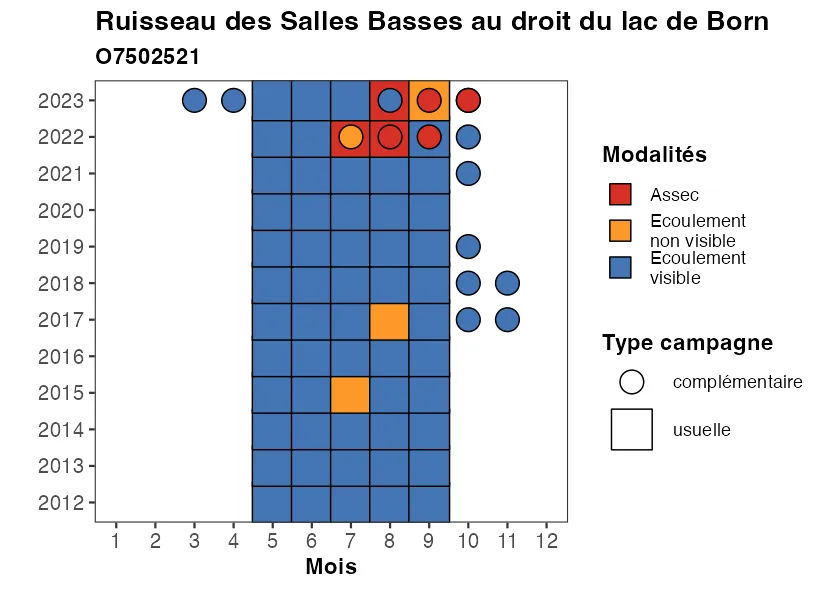 Ruisseau des Salles Basses au droit du lac de Born
O7502521
2023
2022
2021
2020
2019
2018
2017
2016
2015
2014
2013
2012
1 2 3 4 5 6 7 8 9 10 11 12
Mois
Modalités
Assec
Ecoulement
non visible
Ecoulement
visible
Type campagne
complémentaire
usuelle